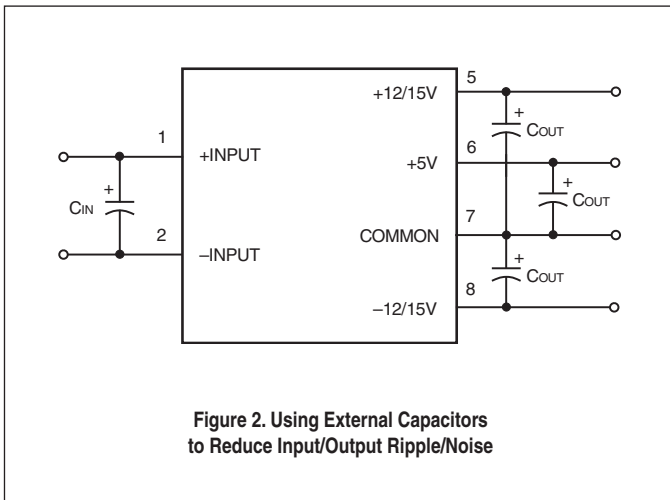 5
+12/15V
+
COUT
1
6
+INPUT
+5V
+
+
CIN
COUT
2
7
–INPUT
COMMON
+
COUT
8
–12/15V
Figure 2. Using External Capacitors
to Reduce Input/Output Ripple/Noise